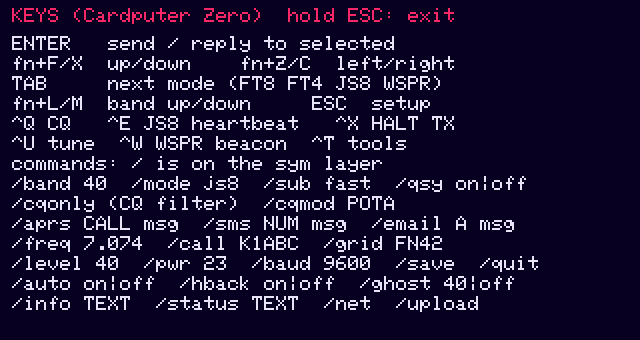 KEYS (Cardputer Zero)  hold ESC: exit
ENTER   send / reply to selected
fn+F/X  up/down    fn+Z/C  left/right
TAB     next mode (FT8 FT4 JS8 WSPR)
fn+L/M  band up/down     ESC  setup
^Q CQ   ^E JS8 heartbeat   ^X HALT TX
^U tune  ^W WSPR beacon  ^T tools
commands: / is on the sym layer
/band 40  /mode js8  /sub fast  /qsy on¦off
/cqonly (CQ filter)  /cqmod POTA
/aprs CALL msg  /sms NUM msg  /email A msg
/freq 7.074  /call K1ABC  /grid FN42
/level 40  /pwr 23  /baud 9600  /save  /quit
/auto on¦off  /hback on¦off  /ghost 40¦off
/info TEXT  /status TEXT  /net  /upload